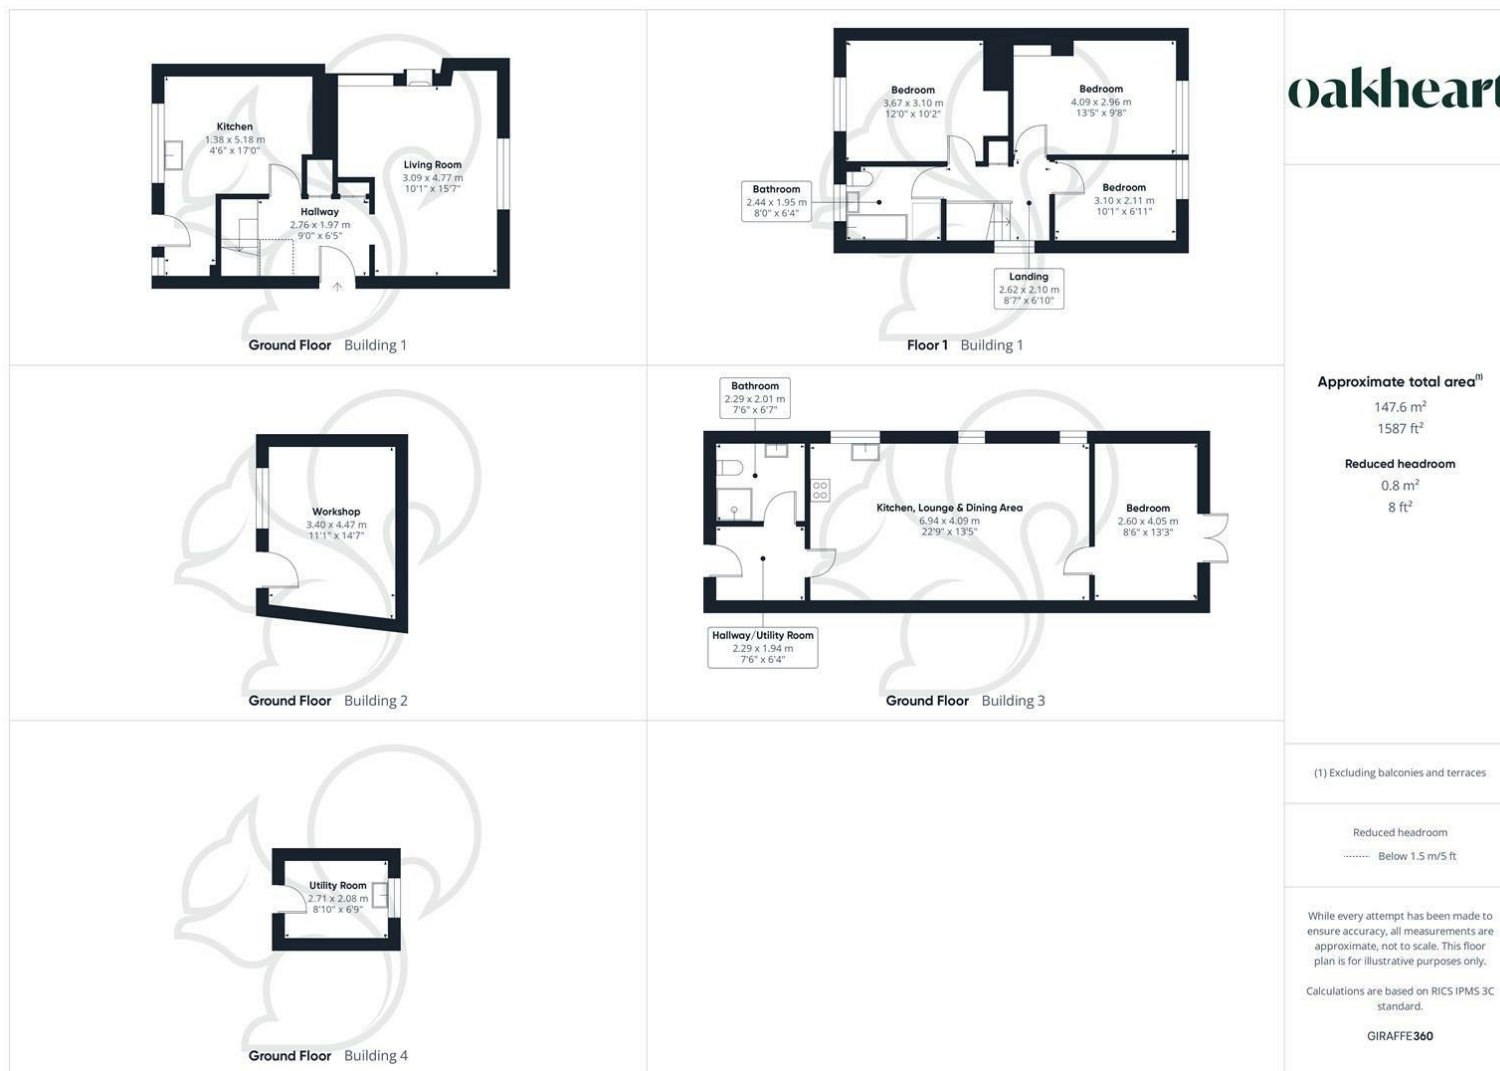 Kitchen
1.38 x 5.18 m
4'6" x 17'0"
Living Room
3.09 x 4.77 m
10'1" x 15'7"
Hallway
2.76 x 1.97 m
9'0" x 6'5"
Ground Floor Building 1
Bedroom
3.67 x 3.10 m
12'0" x 10'2"
Bedroom
4.09 x 2.96 m
13'5" x 9'8"
Bathroom
2.44 x 1.95 m
8'0" x 6'4"
Bedroom
3.10 x 2.11 m
10'1" x 6'11"
Landing
2.62 x 2.10 m
8'7" x 6'10"
Floor 1 Building 1
Workshop
3.40 x 4.47 m
11'1" x 14'7"
Ground Floor Building 2
Bathroom
2.29 x 2.01 m
7'6" x 6'7"
Kitchen, Lounge & Dining Area
6.94 x 4.09 m
22'9" x 13'5"
Bedroom
2.60 x 4.05 m
8'6" x 13'3"
Hallway/Utility Room
2.29 x 1.94 m
7'6" x 6'4"
Ground Floor Building 3
Utility Room
2.71 x 2.08 m
8'10" x 6'9"
Ground Floor Building 4
oakheart
Approximate total area(1)
147.6 m²
1587 ft²
Reduced headroom
0.8 m²
8 ft²
(1) Excluding balconies and terraces
Reduced headroom
Below 1.5 m/5 ft
While every attempt has been made to
ensure accuracy, all measurements are
approximate, not to scale. This floor
plan is for illustrative purposes only.
Calculations are based on RICS IPMS 3C
standard.
GIRAFFE360